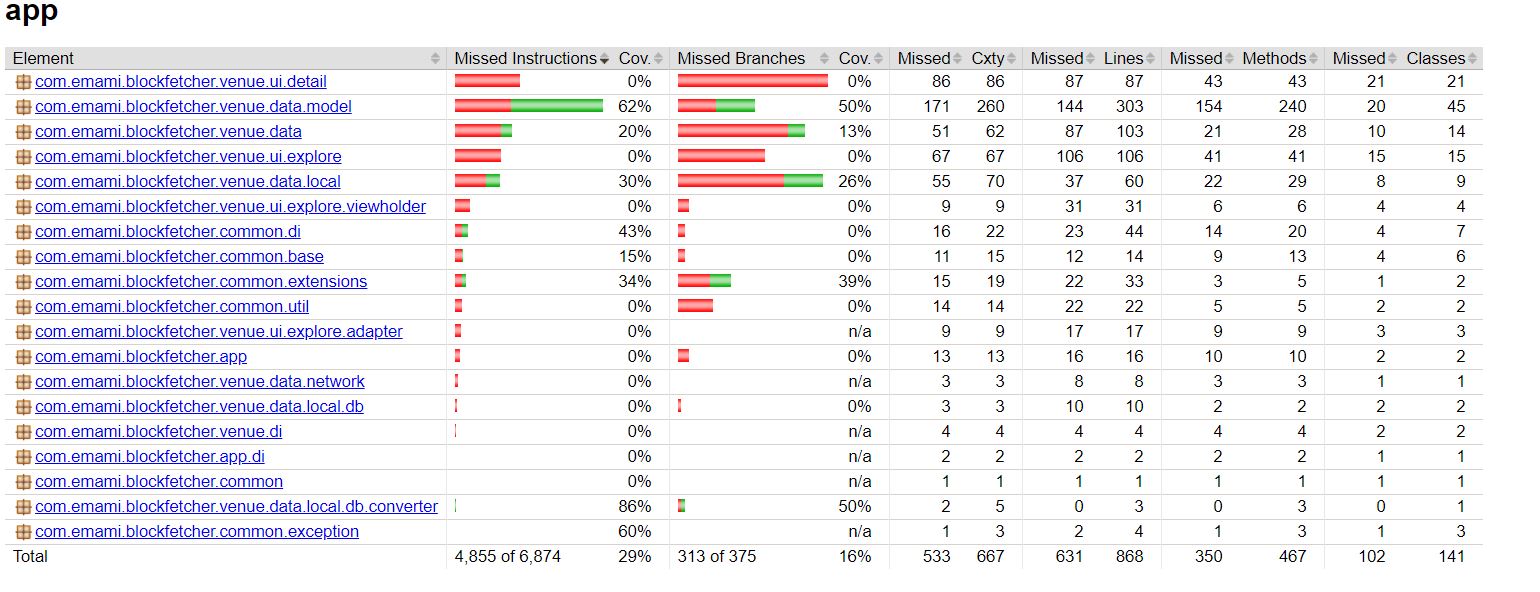 app
Element Missed Instructions Cov. Missed Branches Cov. Missed Cxty Missed Lines Missed Methods Missed Classes
com.emami.blockfetcher.venue.ui.detail 0% 0% 86 86 87 87 43 43 21 21
com.emami.blockfetcher.venue.data.model 62% 50% 171 260 144 303 154 240 20 45
com.emami.blockfetcher.venue.data 20% 13% 51 62 87 103 21 28 10 14
com.emami.blockfetcher.venue.ui.explore 0% 0% 67 67 106 106 41 41 15 15
com.emami.blockfetcher.venue.data.local 30% 26% 55 70 37 60 22 29 8 9
com.emami.blockfetcher.venue.ui.explore.viewholder 0% 0% 9 9 31 31 6 6 4 4
com.emami.blockfetcher.common.di 43% 0% 16 22 23 44 14 20 4 7
com.emami.blockfetcher.common.base 15% 0% 11 15 12 14 9 13 4 6
com.emami.blockfetcher.common.extensions 34% 39% 15 19 22 33 3 5 1 2
com.emami.blockfetcher.common.util 0% 0% 14 14 22 22 5 5 2 2
com.emami.blockfetcher.venue.ui.explore.adapter 0% n/a 9 9 17 17 9 9 3 3
com.emami.blockfetcher.app 0% 0% 13 13 16 16 10 10 2 2
com.emami.blockfetcher.venue.data.network 0% n/a 3 3 8 8 3 3 1 1
com.emami.blockfetcher.venue.data.local.db 0% 0% 3 3 10 10 2 2 2 2
com.emami.blockfetcher.venue.di 0% n/a 4 4 4 4 4 4 2 2
com.emami.blockfetcher.app.di 0% n/a 2 2 2 2 2 2 1 1
com.emami.blockfetcher.common 0% n/a 1 1 1 1 1 1 1 1
com.emami.blockfetcher.venue.data.local.db.converter 86% 50% 2 5 0 3 0 3 0 1
com.emami.blockfetcher.common.exception 60% n/a 1 3 2 4 1 3 1 3
Total 4,855 of 6,874 29% 313 of 375 16% 533 667 631 868 350 467 102 141